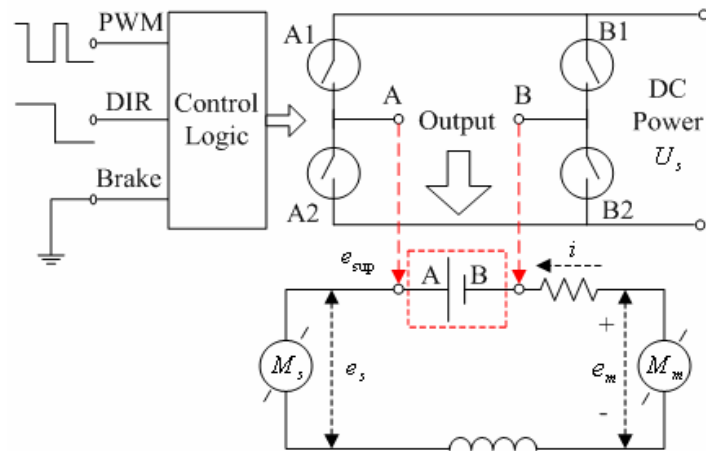 PWM
DIR
Brake
Control
Logic
A1
A2
B1
B2
A
B
Output
DC
Power
U_s
e_sup
A
B
i
M_s
e_s
+
e_m
-
M_m